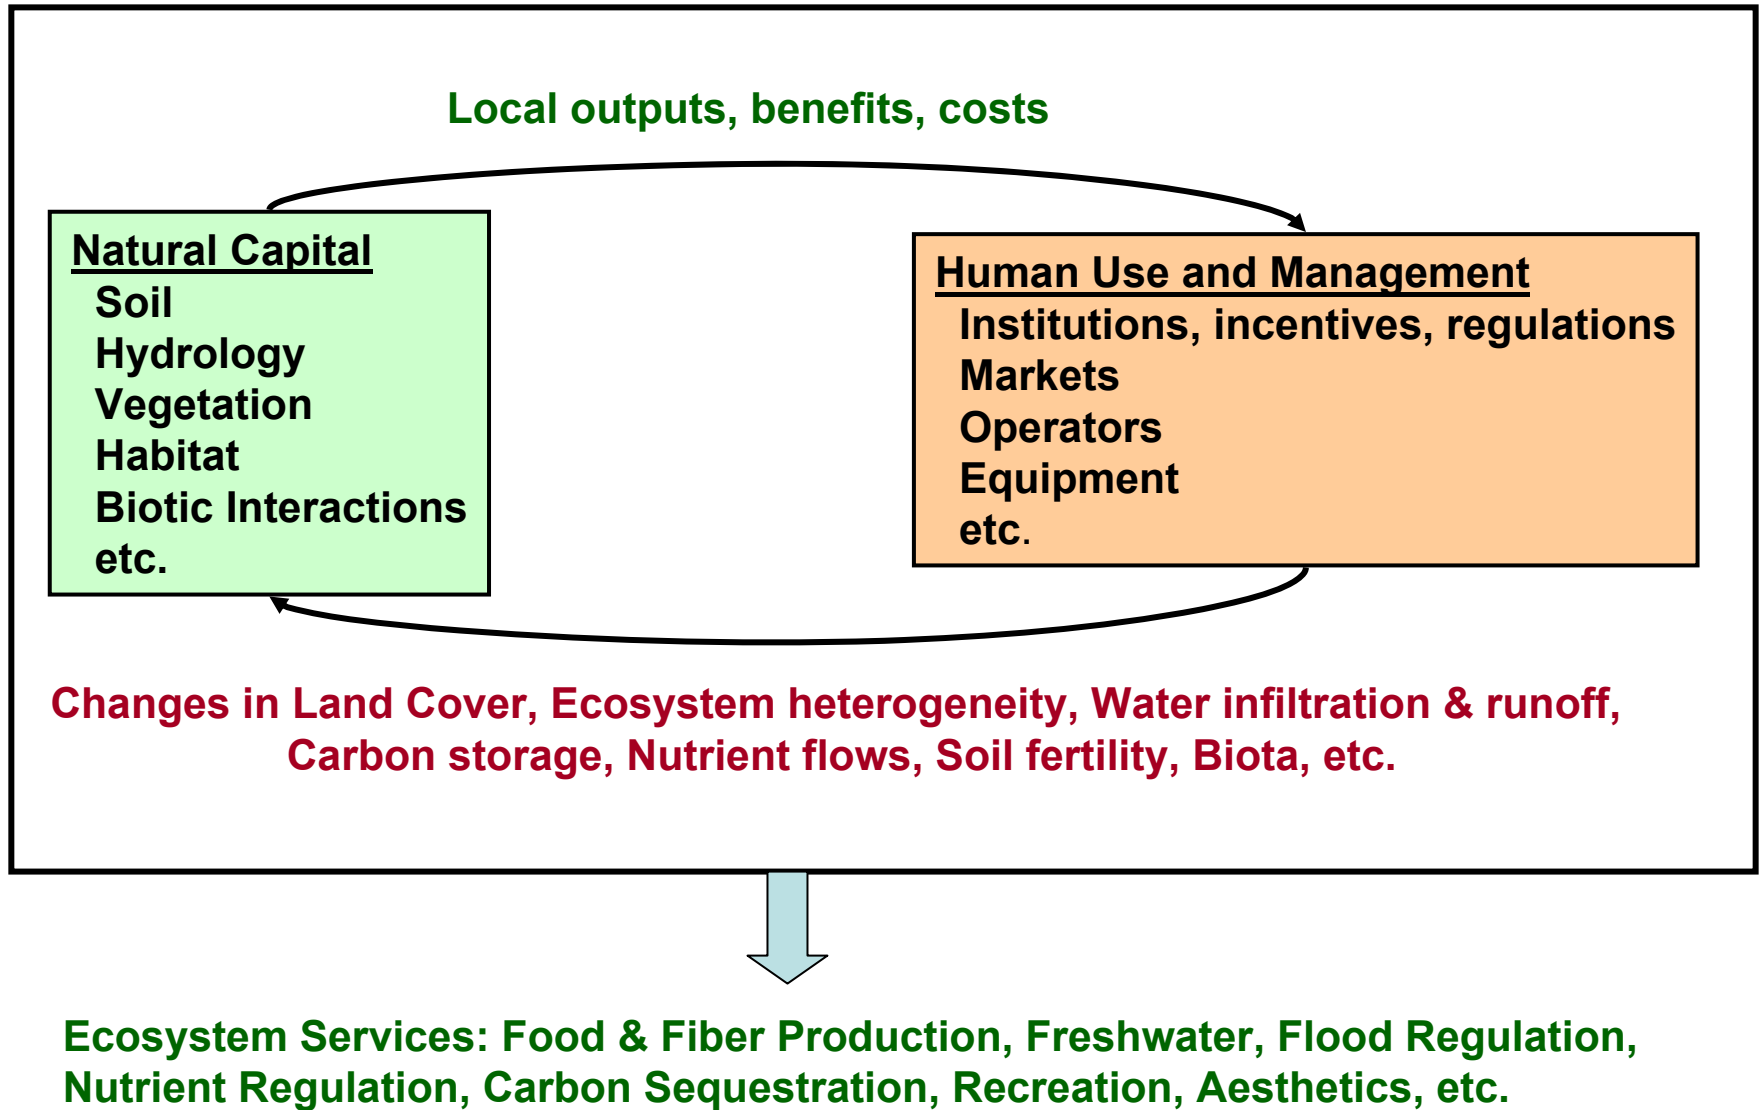 Local outputs, benefits, costs
Natural Capital
Soil
Hydrology
Vegetation
Habitat
Biotic Interactions
etc.
Human Use and Management
Institutions, incentives, regulations
Markets
Operators
Equipment
etc.
Changes in Land Cover, Ecosystem heterogeneity, Water infiltration & runoff,
Carbon storage, Nutrient flows, Soil fertility, Biota, etc.
Ecosystem Services: Food & Fiber Production, Freshwater, Flood Regulation,
Nutrient Regulation, Carbon Sequestration, Recreation, Aesthetics, etc.